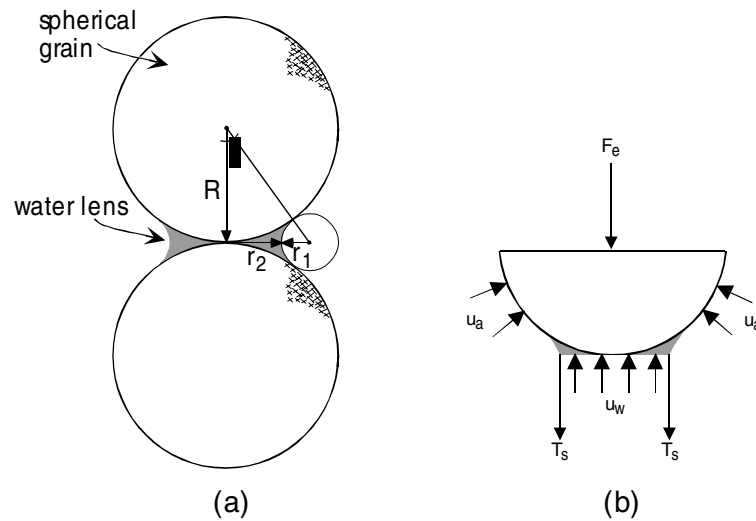 spherical
grain
R
water lens
r2
r1
(a)
Fe
ua
ua
uw
Ts
Ts
(b)